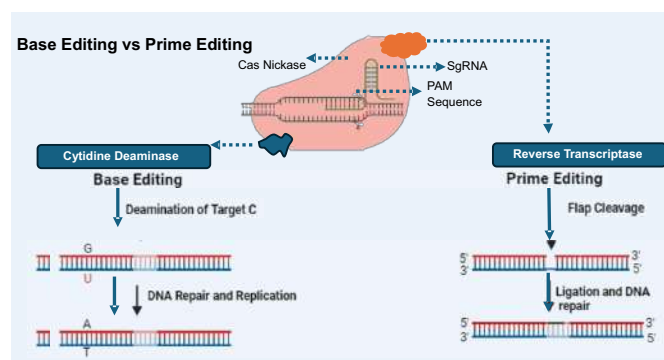 Base Editing vs Prime Editing
Cas Nickase
SgRNA
PAM
Sequence
Cytidine Deaminase
Base Editing
Deamination of Target C
G
U
DNA Repair and Replication
A
T
Reverse Transcriptase
Prime Editing
Flap Cleavage
5' 3'
3' 5'
Ligation and DNA
repair
5' 3'
3' 5'